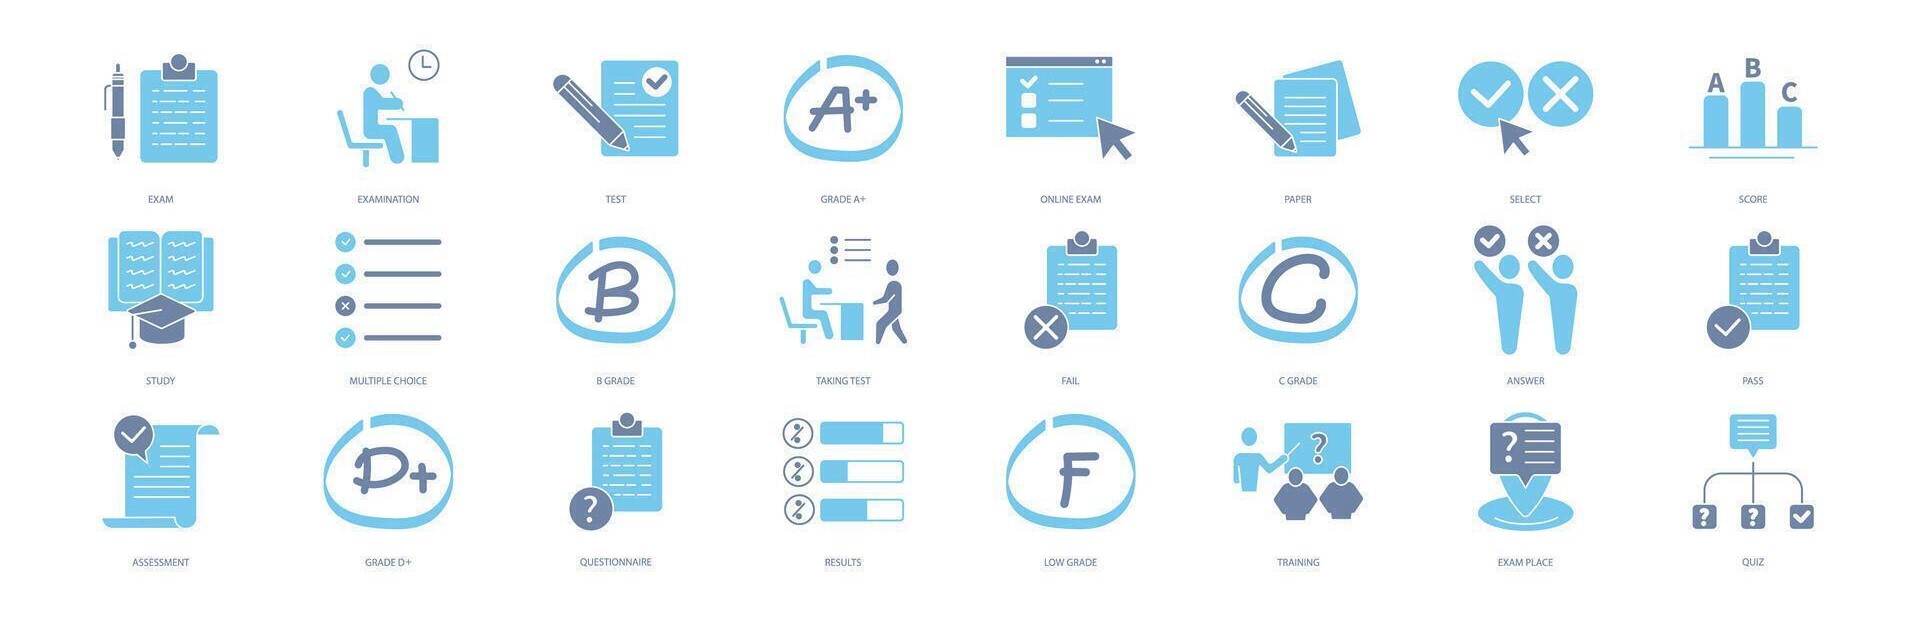 A+
A
B
C
EXAM
EXAMINATION
TEST
GRADE A+
ONLINE EXAM
PAPER
SELECT
SCORE
B
C
STUDY
MULTIPLE CHOICE
B GRADE
TAKING TEST
FAIL
C GRADE
ANSWER
PASS
D+
?
F
?
?
?
?
ASSESSMENT
GRADE D+
QUESTIONNAIRE
RESULTS
LOW GRADE
TRAINING
EXAM PLACE
QUIZ